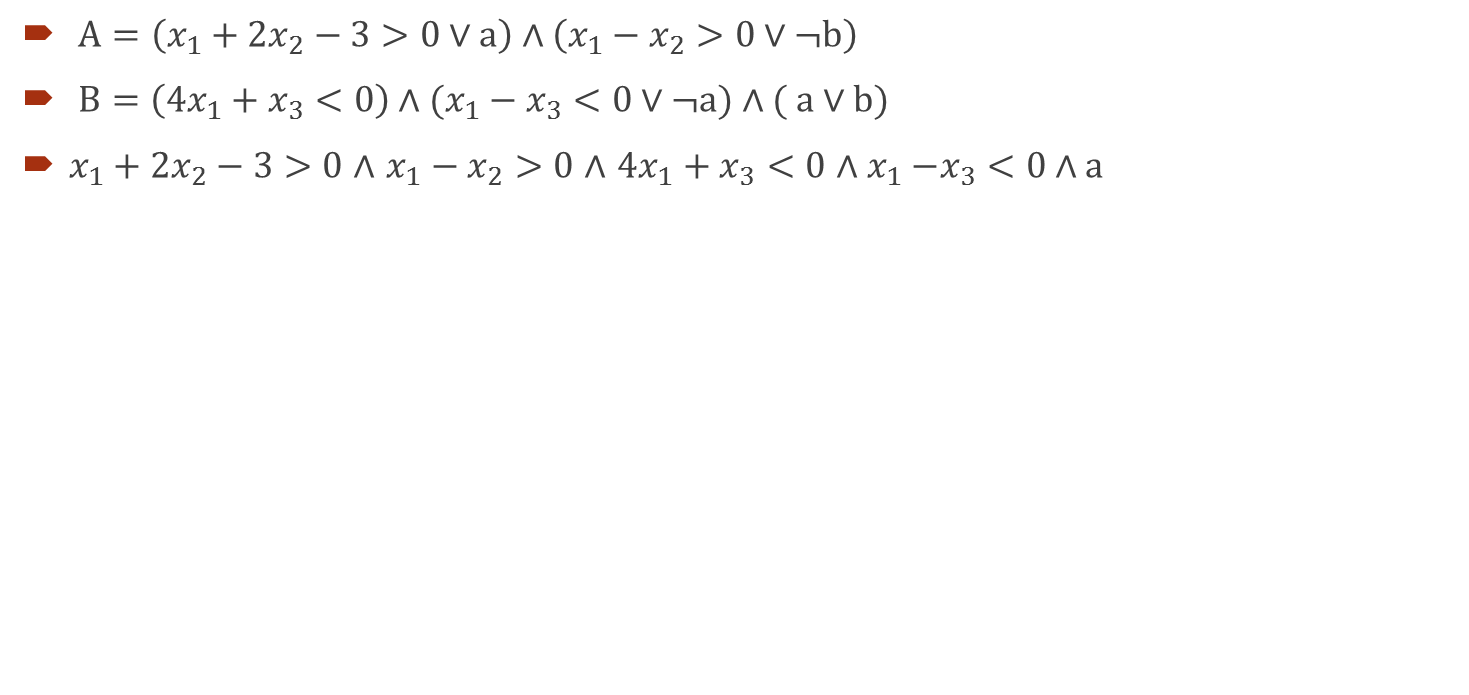 A = (x₁ + 2x₂ − 3 > 0 ∨ a) ∧ (x₁ − x₂ > 0 ∨ ¬b)
B = (4x₁ + x₃ < 0) ∧ (x₁ − x₃ < 0 ∨ ¬a) ∧ ( a ∨ b)
x₁ + 2x₂ − 3 > 0 ∧ x₁ − x₂ > 0 ∧ 4x₁ + x₃ < 0 ∧ x₁ −x₃ < 0 ∧ a